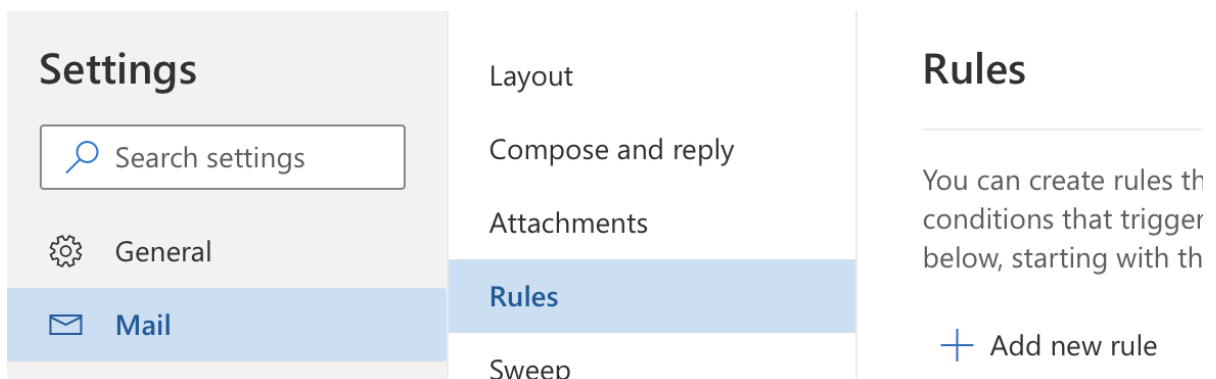 Settings
Search settings
General
Mail
Layout
Compose and reply
Attachments
Rules
Sweep
Rules
You can create rules th
conditions that trigger
below, starting with th
Add new rule